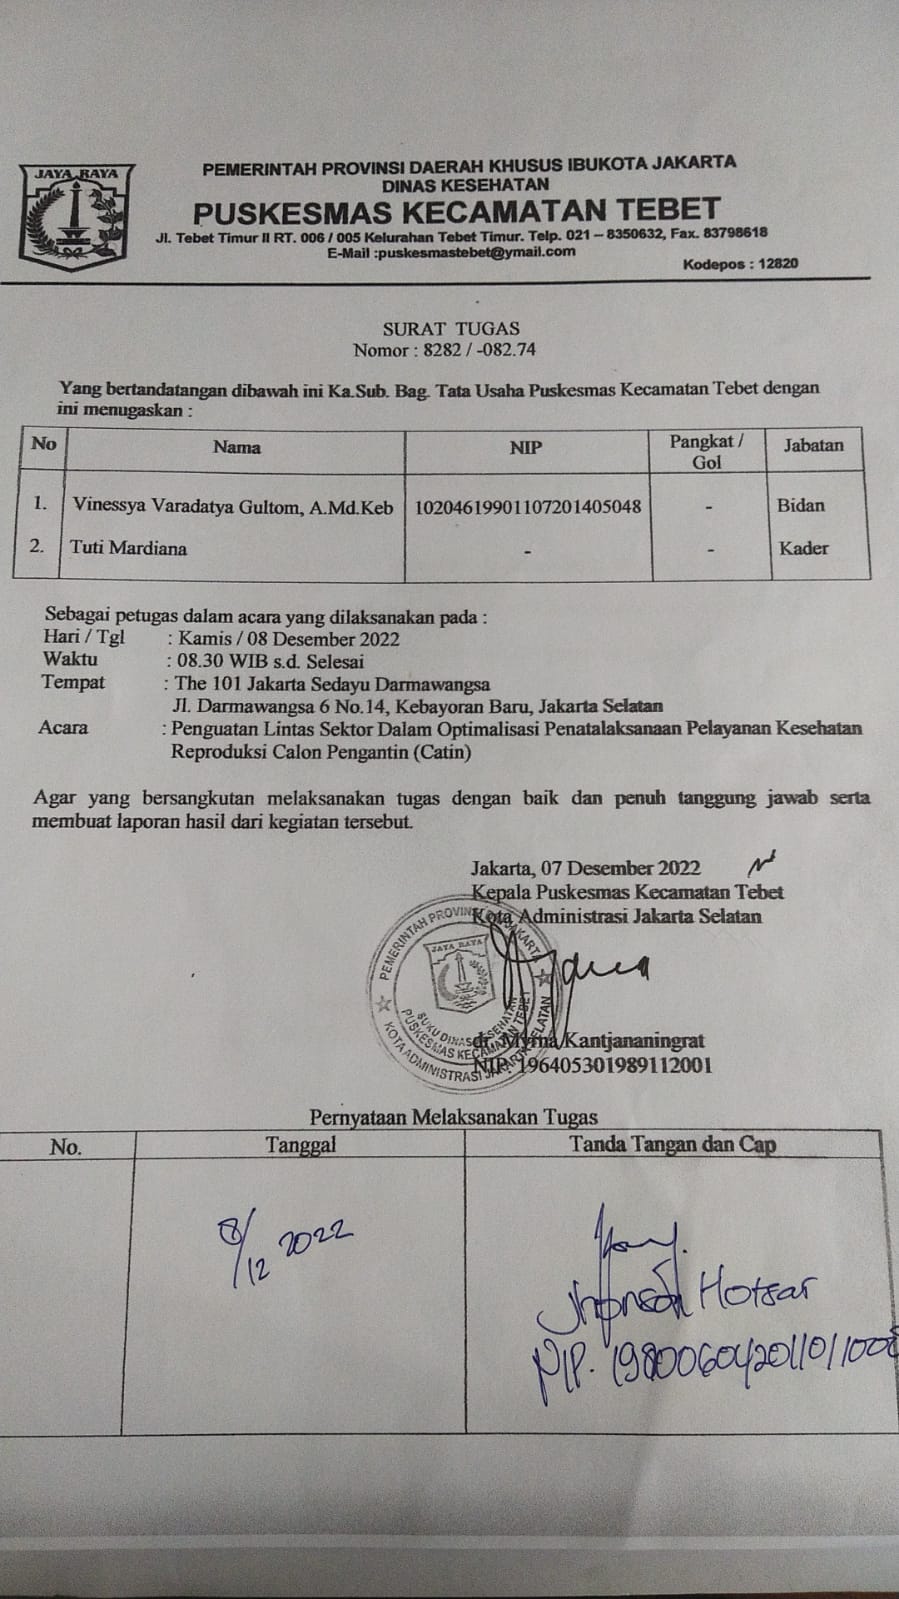 JAYA RAYA
PEMERINTAH PROVINSI DAERAH KHUSUS IBUKOTA JAKARTA
DINAS KESEHATAN
PUSKESMAS KECAMATAN TEBET
Jl. Tebet Timur II RT. 006 / 005 Kelurahan Tebet Timur. Telp. 021 – 8350632, Fax. 83798618
E-Mail :puskesmastebet@ymail.com
Kodepos : 12820
SURAT TUGAS
Nomor : 8282 / -082.74
Yang bertandatangan dibawah ini Ka.Sub. Bag. Tata Usaha Puskesmas Kecamatan Tebet dengan
ini menugaskan :
No Nama NIP Pangkat / Gol Jabatan
1. Vinessya Varadatya Gultom, A.Md.Keb 10204619901107201405048 - Bidan
2. Tuti Mardiana - - Kader
Sebagai petugas dalam acara yang dilaksanakan pada :
Hari / Tgl : Kamis / 08 Desember 2022
Waktu : 08.30 WIB s.d. Selesai
Tempat : The 101 Jakarta Sedayu Darmawangsa
Jl. Darmawangsa 6 No.14, Kebayoran Baru, Jakarta Selatan
Acara : Penguatan Lintas Sektor Dalam Optimalisasi Penatalaksanaan Pelayanan Kesehatan
Reproduksi Calon Pengantin (Catin)
Agar yang bersangkutan melaksanakan tugas dengan baik dan penuh tanggung jawab serta
membuat laporan hasil dari kegiatan tersebut.
Jakarta, 07 Desember 2022
Kepala Puskesmas Kecamatan Tebet
Kota Administrasi Jakarta Selatan
PEMERINTAH PROVINSI JAKARTA
JAYA RAYA
SUKU DINAS KESEHATAN
PUSKESMAS KECAMATAN TEBET
KOTA ADMINISTRASI JAKARTA SELATAN
dr. Myrna Kantjananingrat
NIP. 196405301989112001
Pernyataan Melaksanakan Tugas
No. Tanggal Tanda Tangan dan Cap
8/12 2022
Jhonson Hotsar
NIP.